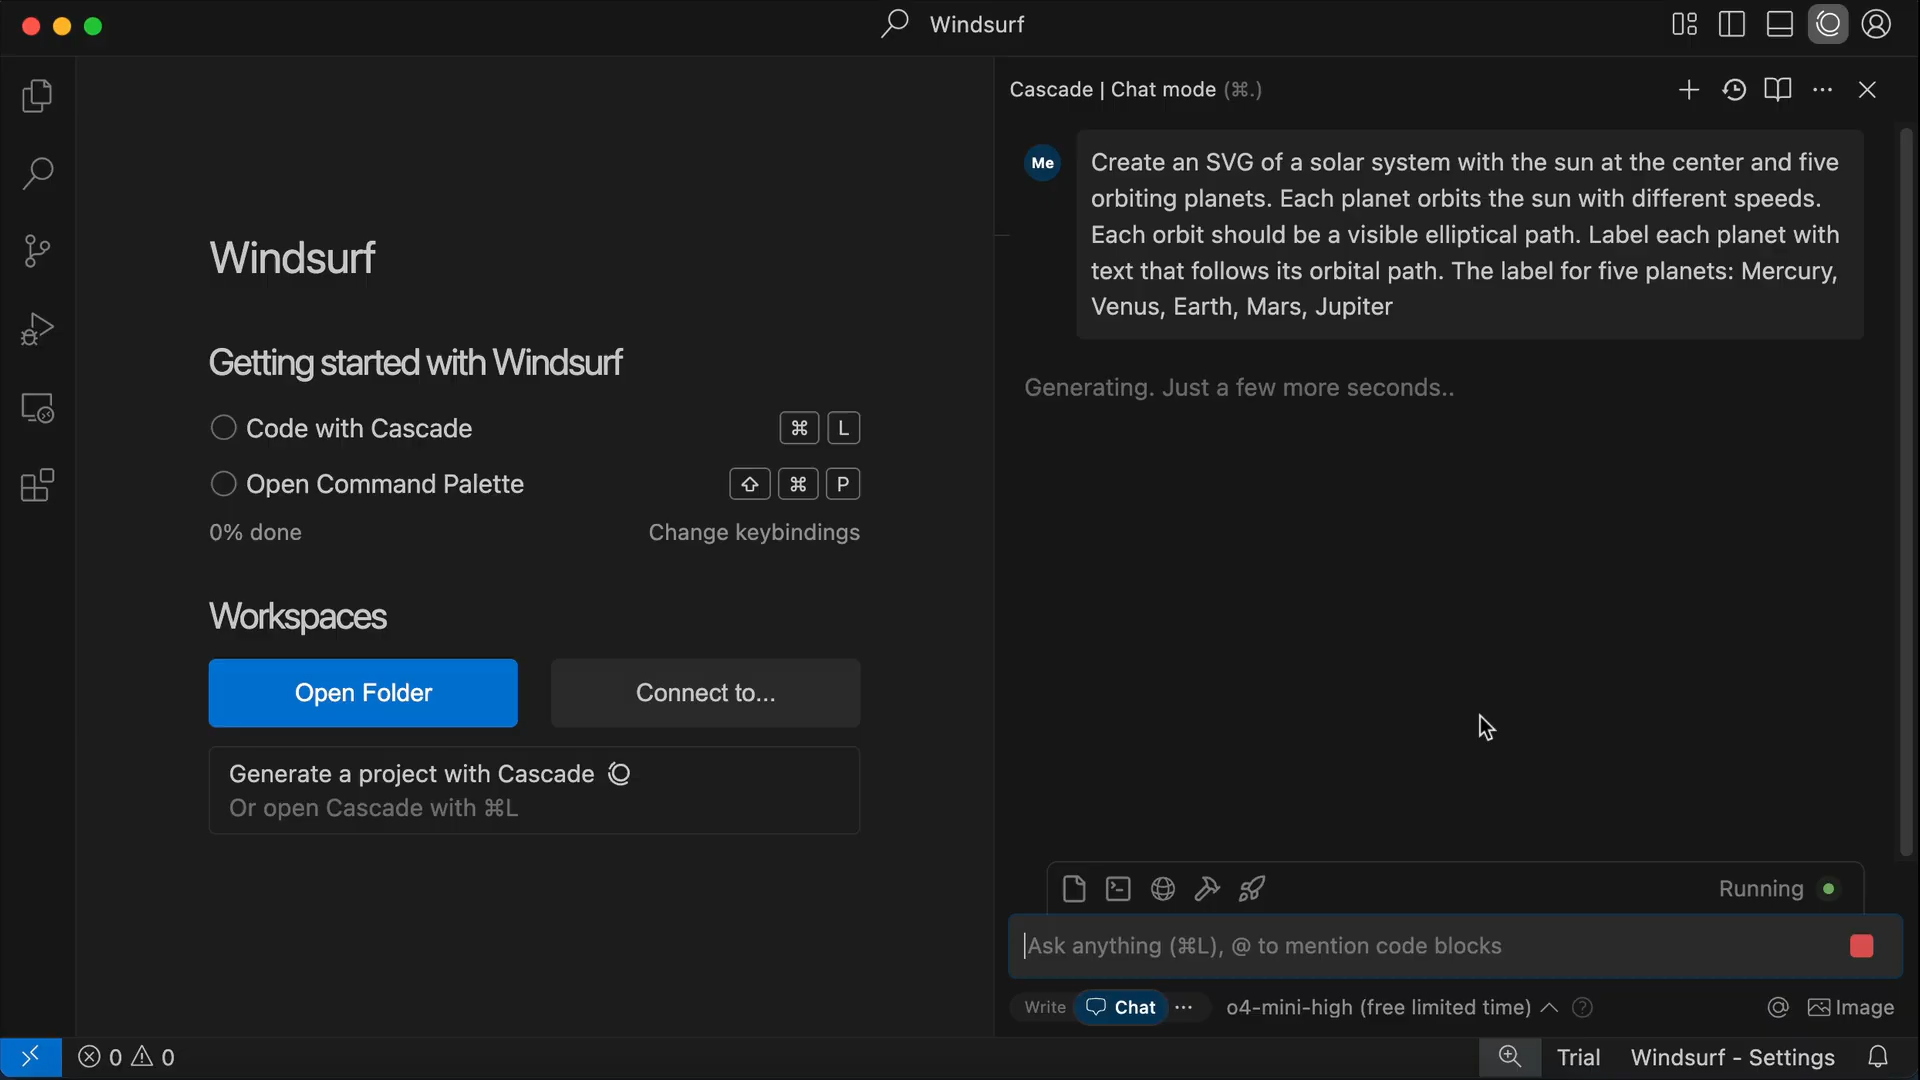 Windsurf
Cascade | Chat mode (⌘.)
Me
Create an SVG of a solar system with the sun at the center and five
orbiting planets. Each planet orbits the sun with different speeds.
Each orbit should be a visible elliptical path. Label each planet with
text that follows its orbital path. The label for five planets: Mercury,
Venus, Earth, Mars, Jupiter
Generating. Just a few more seconds..
Windsurf
Getting started with Windsurf
Code with Cascade ⌘ L
Open Command Palette ⇧ ⌘ P
0% done Change keybindings
Workspaces
Open Folder Connect to...
Generate a project with Cascade
Or open Cascade with ⌘L
Running
Ask anything (⌘L), @ to mention code blocks
Write Chat ... o4-mini-high (free limited time) ? @ Image
0 0 Trial Windsurf - Settings